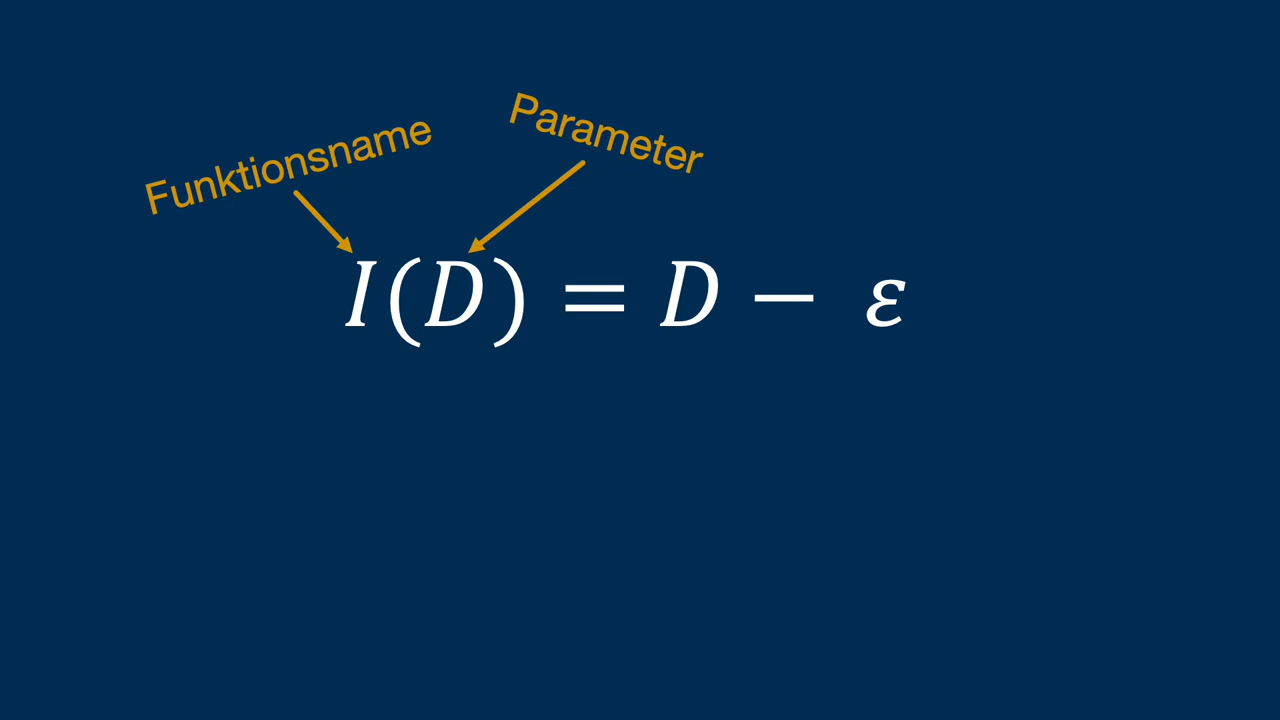 Funktionsname
Parameter
I(D) = D − ε